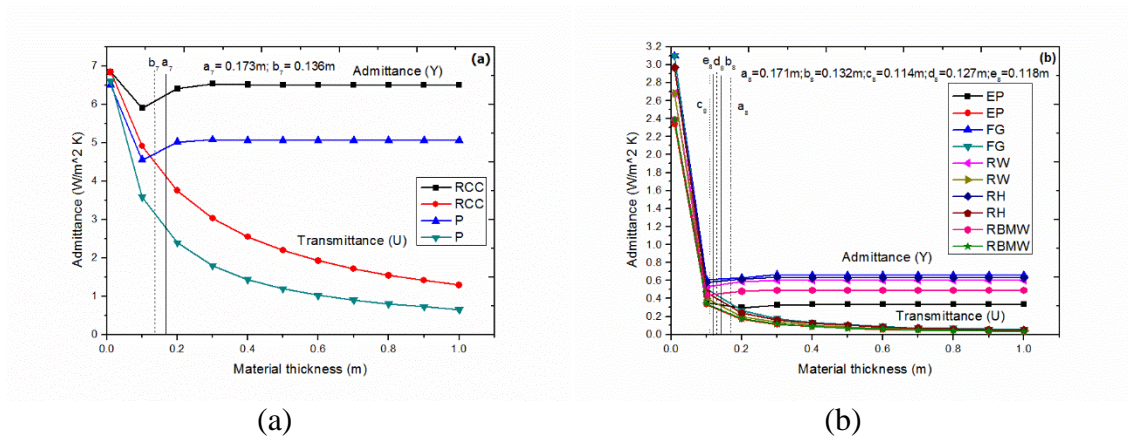 b₇ a₇ a₇ = 0.173m; b₇ = 0.136m (a)
Admittance (Y)
Transmittance (U)
RCC
RCC
P
P
7
6
5
4
3
2
1
0
0.0 0.2 0.4 0.6 0.8 1.0
Admittance (W/m^2 K)
Material thickness (m)
(b)
e₈ d₈ b₈ a₈ = 0.171m; b₈ = 0.132m; c₈ = 0.114m; d₈ = 0.127m; e₈ = 0.118m
c₈ a₈
EP
EP
FG
FG
RW
RW
RH
RH
RBMW
RBMW
Admittance (Y)
Transmittance (U)
3.2
3.0
2.8
2.6
2.4
2.2
2.0
1.8
1.6
1.4
1.2
1.0
0.8
0.6
0.4
0.2
0.0
0.0 0.2 0.4 0.6 0.8 1.0
Admittance (W/m^2 K)
Material thickness (m)
(a) (b)